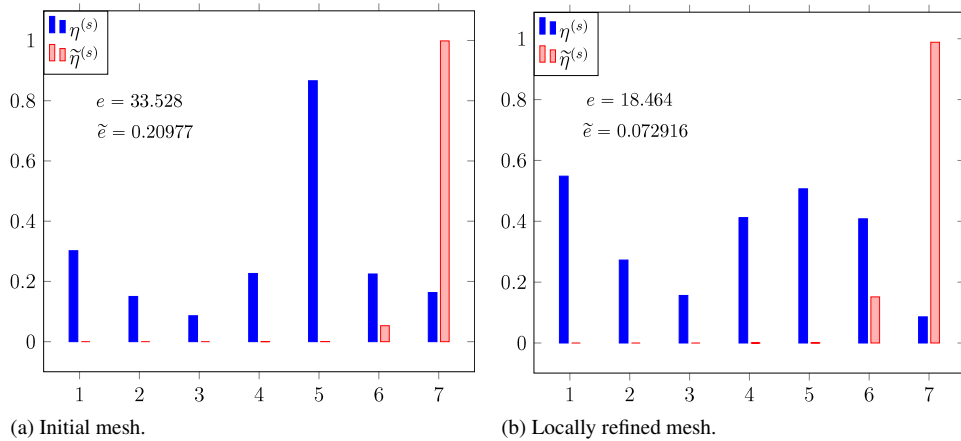 η^(s)
η̃^(s)
e = 33.528
ẽ = 0.20977
1
0.8
0.6
0.4
0.2
0
1 2 3 4 5 6 7
(a) Initial mesh.
η^(s)
η̃^(s)
e = 18.464
ẽ = 0.072916
1
0.8
0.6
0.4
0.2
0
1 2 3 4 5 6 7
(b) Locally refined mesh.